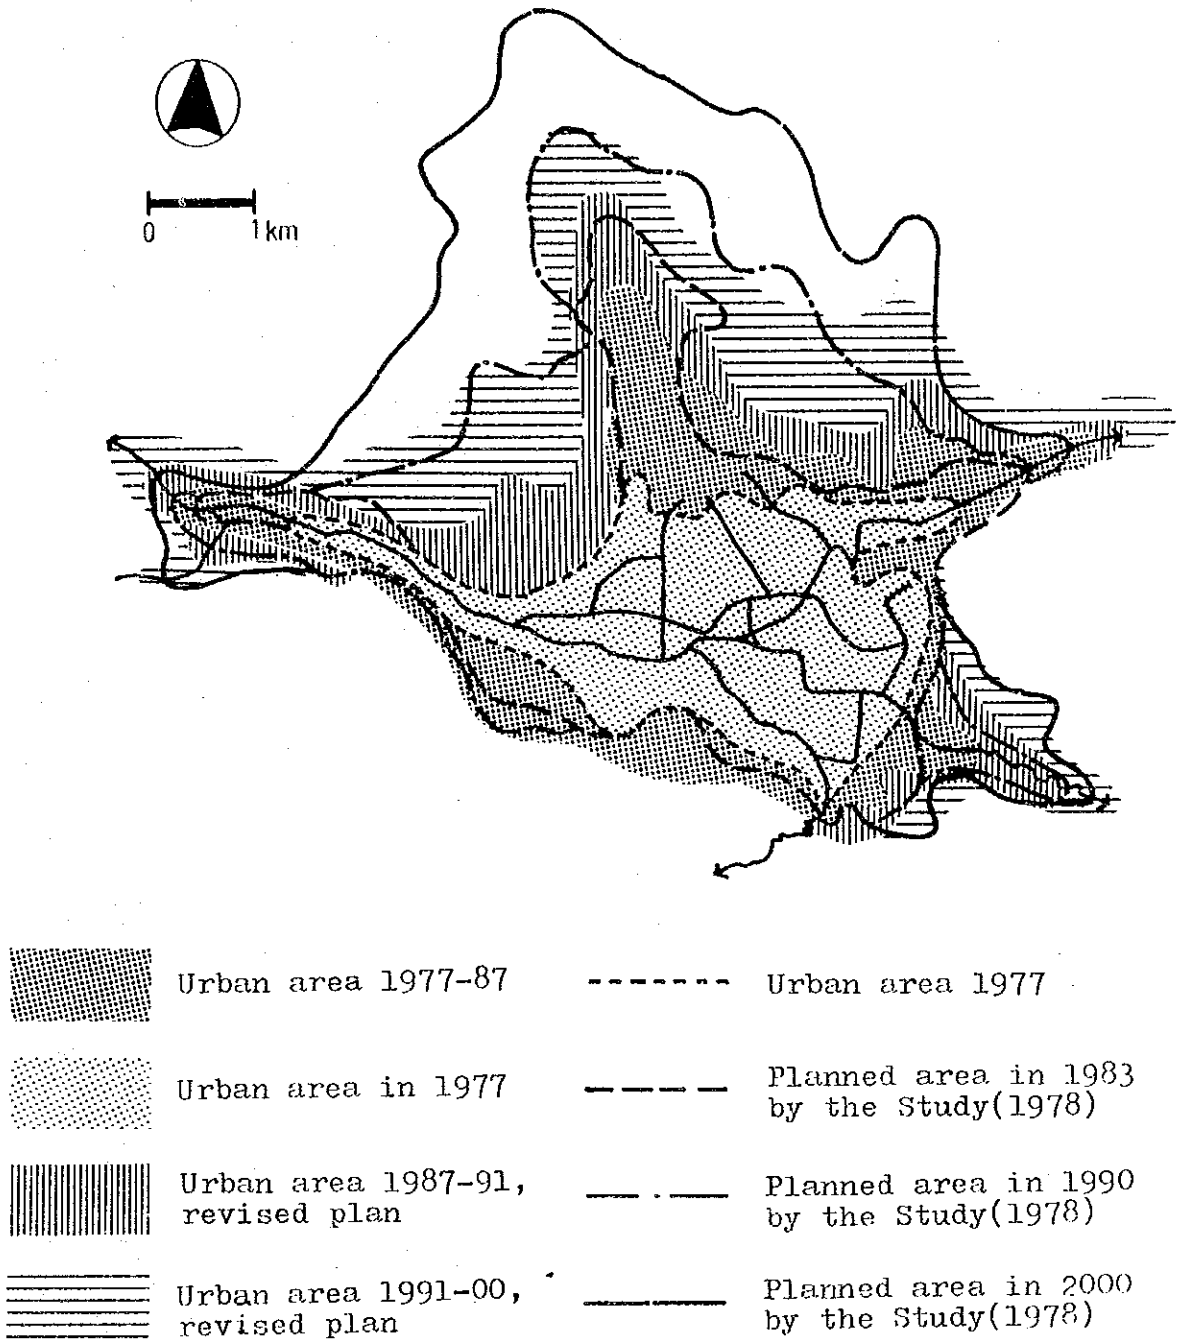 0 1 km
Urban area 1977-87
Urban area 1977
Urban area in 1977
Planned area in 1983
by the Study(1978)
Urban area 1987-91,
revised plan
Planned area in 1990
by the Study(1978)
Urban area 1991-00,
revised plan
Planned area in 2000
by the Study(1978)